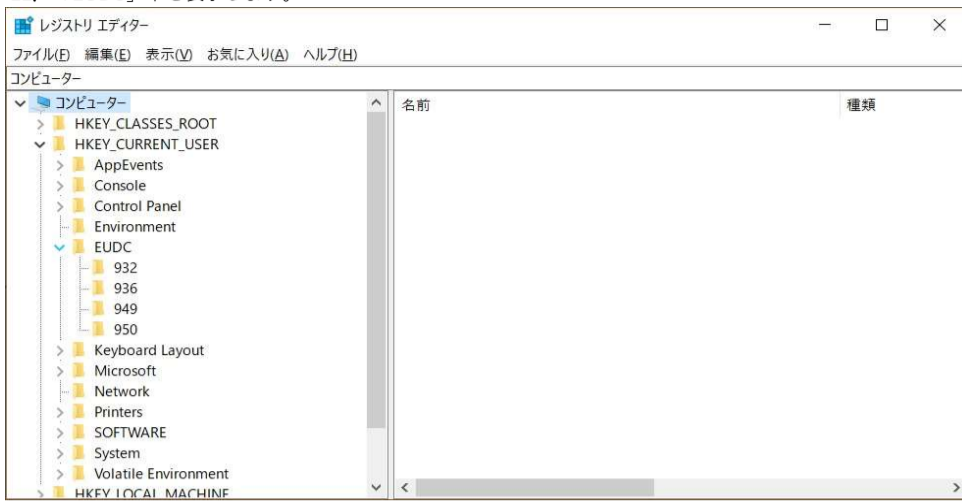 レジストリ エディター
ファイル(F) 編集(E) 表示(V) お気に入り(A) ヘルプ(H)
コンピューター
コンピューター
名前 種類
HKEY_CLASSES_ROOT
HKEY_CURRENT_USER
AppEvents
Console
Control Panel
Environment
EUDC
932
936
949
950
Keyboard Layout
Microsoft
Network
Printers
SOFTWARE
System
Volatile Environment
HKEY_LOCAL_MACHINE